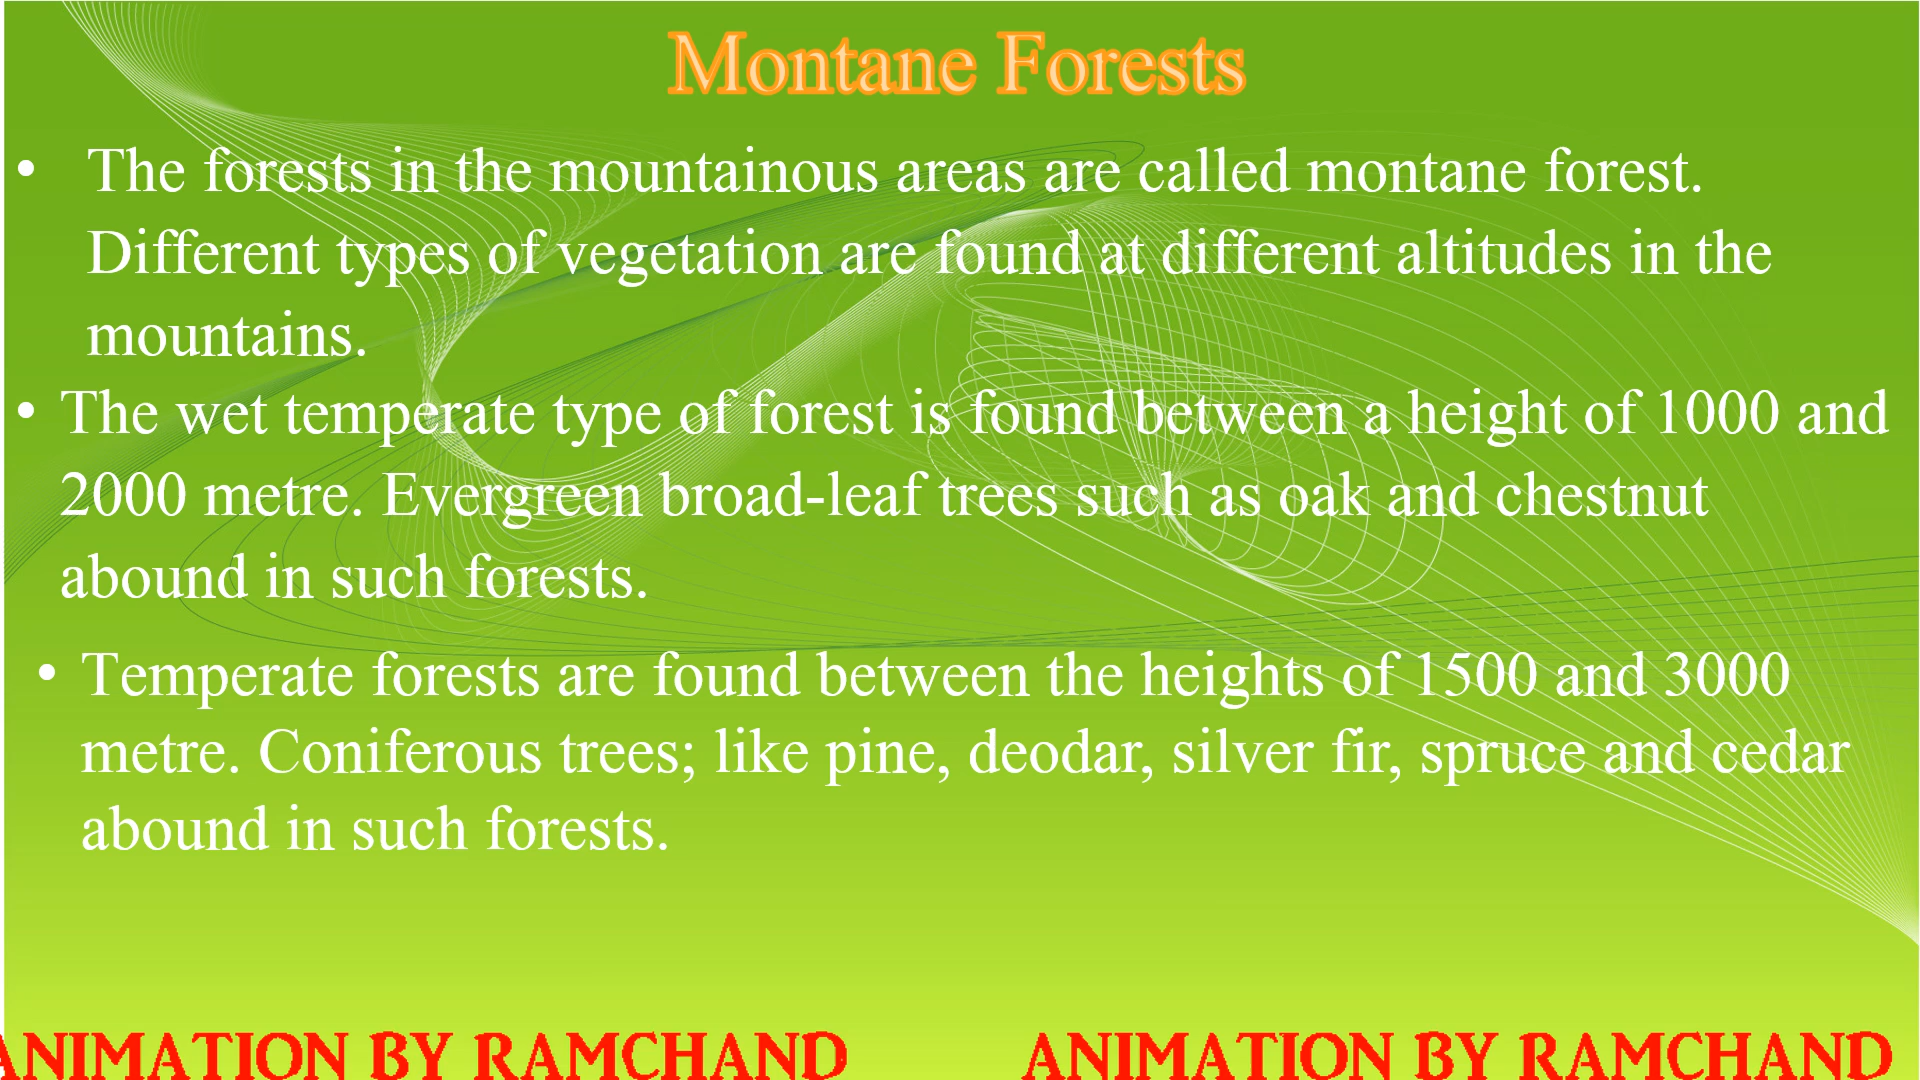 Montane Forests
• The forests in the mountainous areas are called montane forest.
Different types of vegetation are found at different altitudes in the
mountains.
• The wet temperate type of forest is found between a height of 1000 and
2000 metre. Evergreen broad-leaf trees such as oak and chestnut
abound in such forests.
• Temperate forests are found between the heights of 1500 and 3000
metre. Coniferous trees; like pine, deodar, silver fir, spruce and cedar
abound in such forests.
ANIMATION BY RAMCHAND ANIMATION BY RAMCHAND